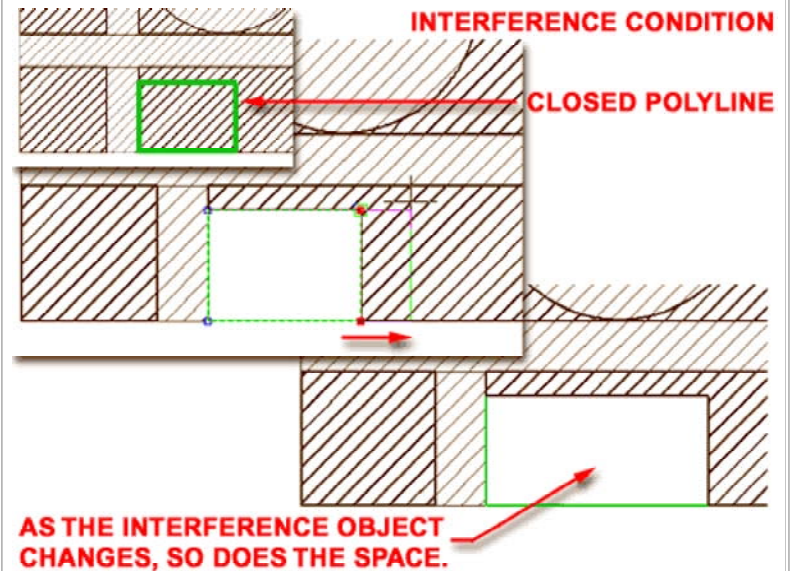 INTERFERENCE CONDITION
CLOSED POLYLINE
AS THE INTERFERENCE OBJECT
CHANGES, SO DOES THE SPACE.